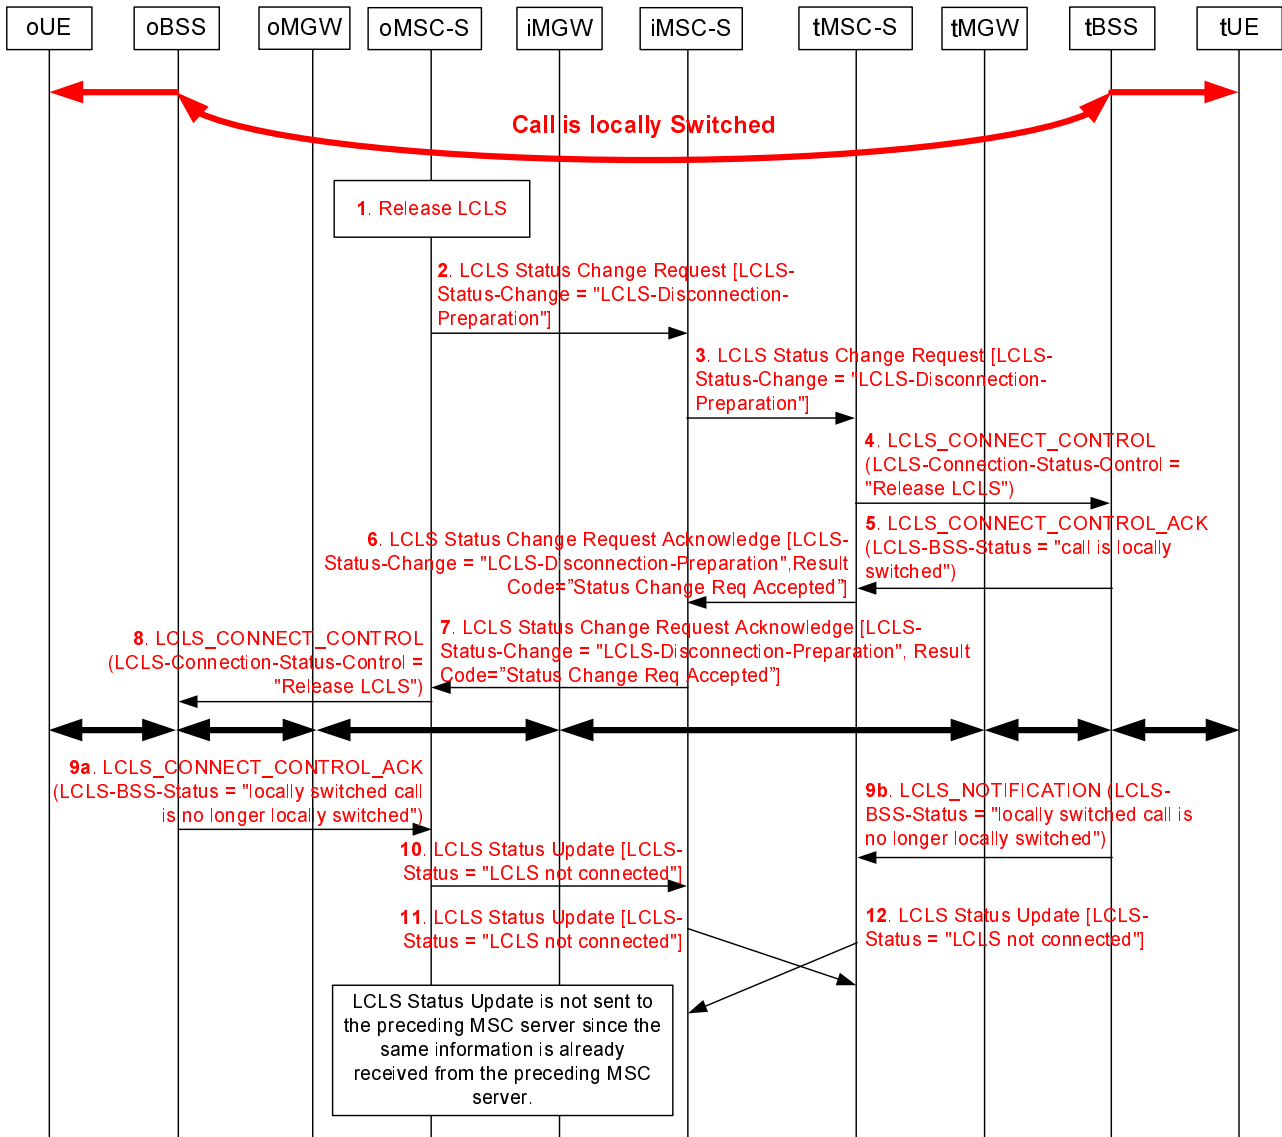 oUE oBSS oMGW oMSC-S iMGW iMSC-S tMSC-S tMGW tBSS tUE
Call is locally Switched
1. Release LCLS
2. LCLS Status Change Request [LCLS-
Status-Change = "LCLS-Disconnection-
Preparation"]
3. LCLS Status Change Request [LCLS-
Status-Change = "LCLS-Disconnection-
Preparation"]
4. LCLS_CONNECT_CONTROL
(LCLS-Connection-Status-Control =
"Release LCLS")
5. LCLS_CONNECT_CONTROL_ACK
(LCLS-BSS-Status = "call is locally
switched")
6. LCLS Status Change Request Acknowledge [LCLS-
Status-Change = "LCLS-Disconnection-Preparation",Result
Code=”Status Change Req Accepted”]
7. LCLS Status Change Request Acknowledge [LCLS-
Status-Change = "LCLS-Disconnection-Preparation", Result
Code=”Status Change Req Accepted”]
8. LCLS_CONNECT_CONTROL
(LCLS-Connection-Status-Control =
"Release LCLS")
9a. LCLS_CONNECT_CONTROL_ACK
(LCLS-BSS-Status = "locally switched call
is no longer locally switched")
9b. LCLS_NOTIFICATION (LCLS-
BSS-Status = "locally switched call is
no longer locally switched")
10. LCLS Status Update [LCLS-
Status = "LCLS not connected"]
11. LCLS Status Update [LCLS-
Status = "LCLS not connected"]
12. LCLS Status Update [LCLS-
Status = "LCLS not connected"]
LCLS Status Update is not sent to
the preceding MSC server since the
same information is already
received from the preceding MSC
server.